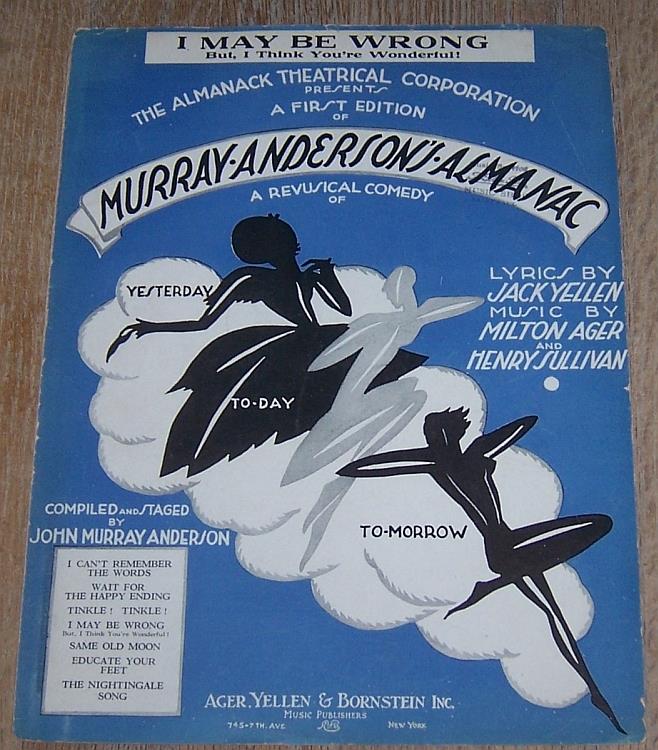 I MAY BE WRONG
But, I Think You're Wonderful!
THE ALMANACK THEATRICAL CORPORATION
PRESENTS
A FIRST EDITION
OF
MURRAY·ANDERSON'S·ALMANAC
A REVUSICAL COMEDY
OF
YESTERDAY
TO-DAY
TO-MORROW
LYRICS BY
JACK YELLEN
MUSIC BY
MILTON AGER
AND
HENRY SULLIVAN
COMPILED AND STAGED
BY
JOHN MURRAY ANDERSON
I CAN'T REMEMBER
THE WORDS
WAIT FOR
THE HAPPY ENDING
TINKLE! TINKLE!
I MAY BE WRONG
But, I Think You're Wonderful!
SAME OLD MOON
EDUCATE YOUR
FEET
THE NIGHTINGALE
SONG
AGER, YELLEN & BORNSTEIN INC.
MUSIC PUBLISHERS
745-7TH. AVE NEW YORK